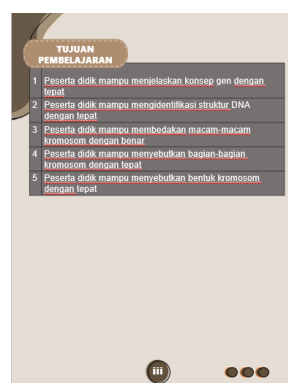 TUJUAN
PEMBELAJARAN
1 Peserta didik mampu menjelaskan konsep gen dengan
tepat
2 Peserta didik mampu mengidentifikasi struktur DNA
dengan tepat
3 Peserta didik mampu membedakan macam-macam
kromosom dengan benar
4 Peserta didik mampu menyebutkan bagian-bagian
kromosom dengan tepat
5 Peserta didik mampu menyebutkan bentuk kromosom
dengan tepat
iii